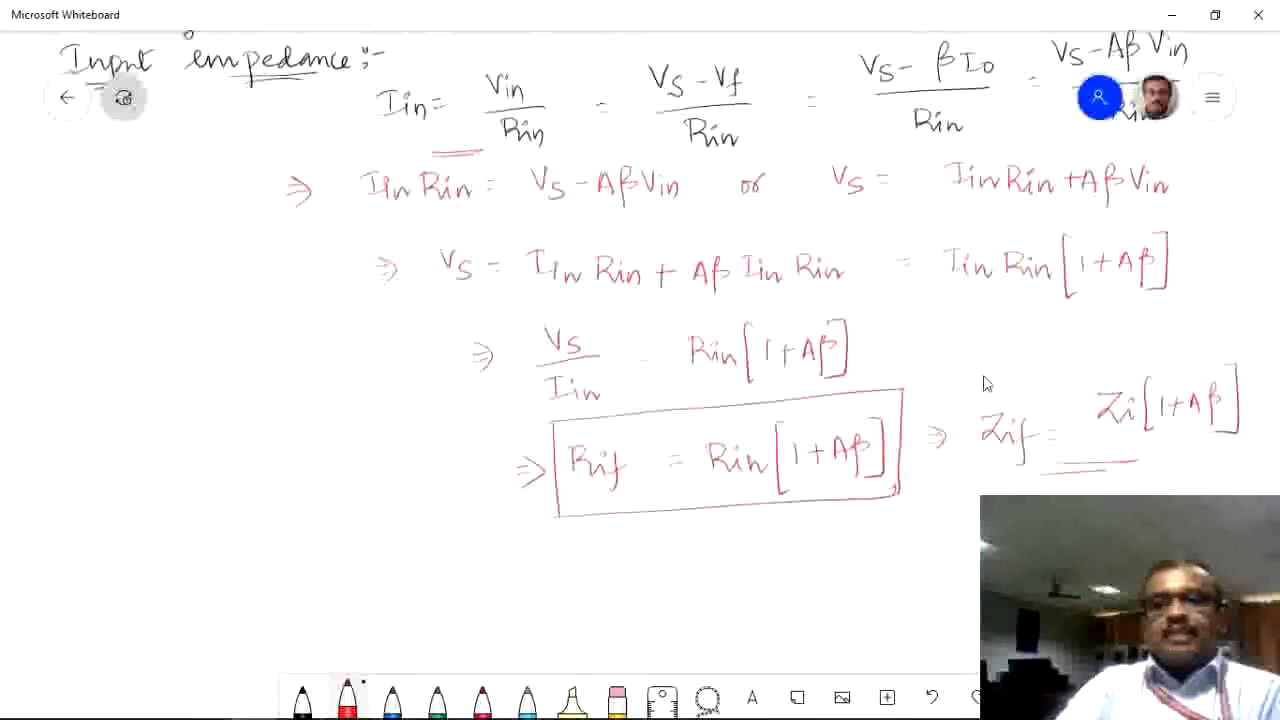 Microsoft Whiteboard
Input impedance :-
Iin = Vin / Rin = Vs - Vf / Rin = Vs - βIo / Rin = Vs - Aβ Vin / Rin
⇒ Iin Rin = Vs - AβVin or Vs = Iin Rin + Aβ Vin
⇒ Vs = Iin Rin + Aβ Iin Rin = Iin Rin [1 + Aβ]
⇒ Vs / Iin = Rin [1 + Aβ]
⇒ Rif = Rin [1 + Aβ] ⇒ Zif = Zi [1 + Aβ]